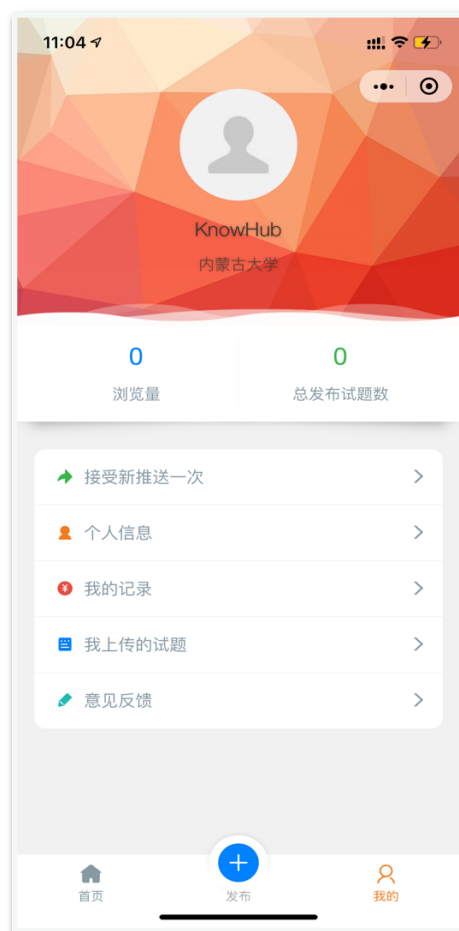 11:04
KnowHub
内蒙古大学
0
0
浏览量
总发布试题数
接受新推送一次
个人信息
我的记录
我上传的试题
意见反馈
首页
发布
我的